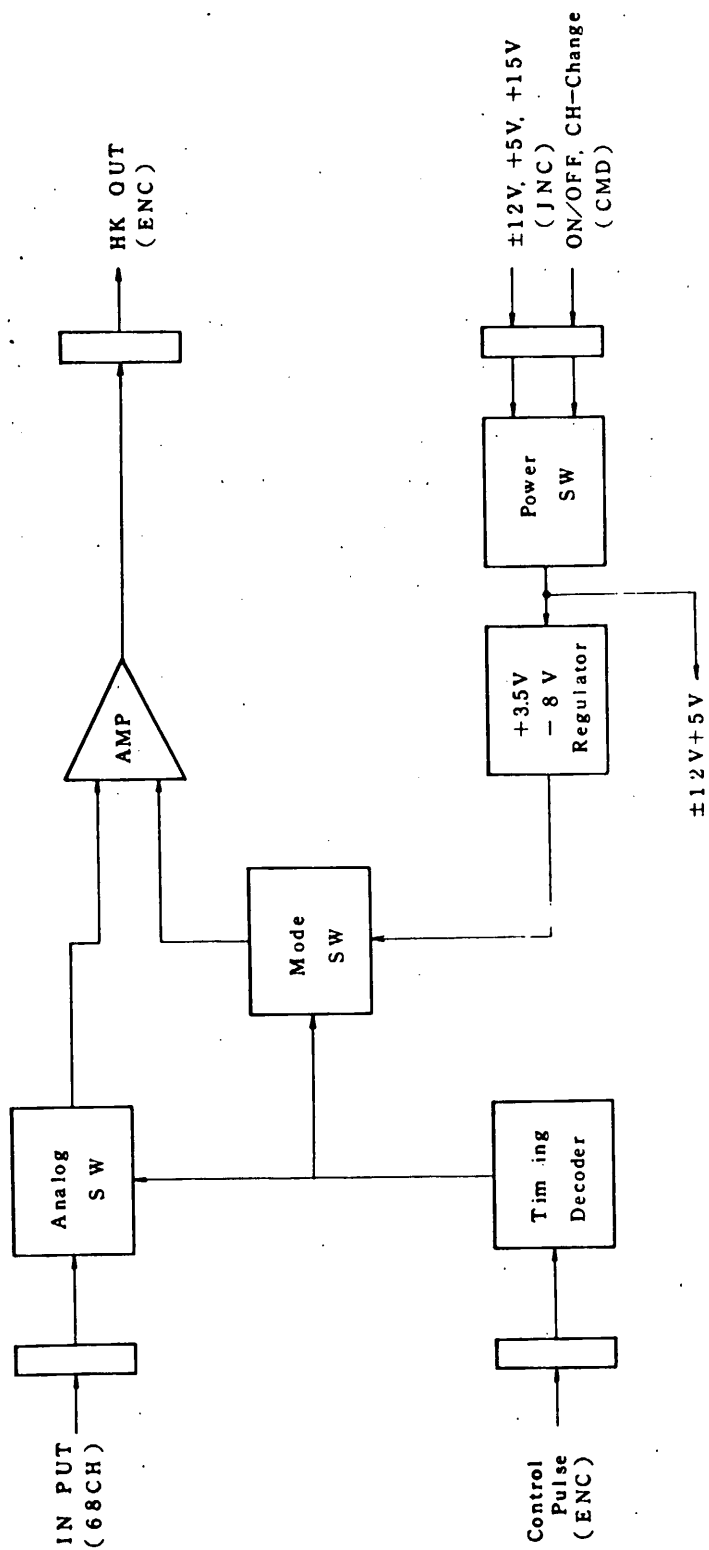 IN PUT
(68CH)
Analog
SW
AMP
HK OUT
(ENC)
Mode
SW
Control
Pulse
(ENC)
Tim ing
Decoder
+3.5V
- 8 V
Regulator
Power
SW
±12V, +5V, +15V
(JNC)
ON/OFF, CH-Change
(CMD)
±12V+5V